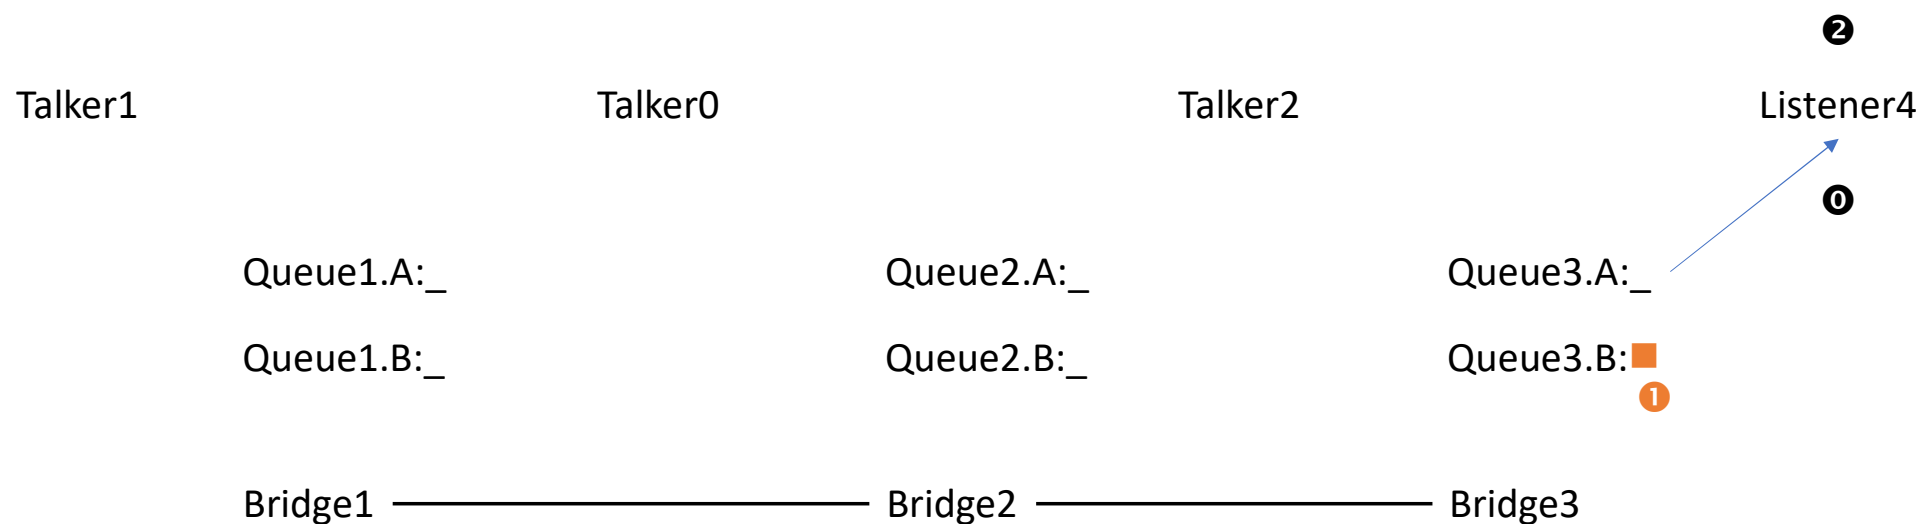 ❷
Talker1 Talker0 Talker2 Listener4
⓿
Queue1.A:_ Queue2.A:_ Queue3.A:_
Queue1.B:_ Queue2.B:_ Queue3.B:■
❶
Bridge1 Bridge2 Bridge3